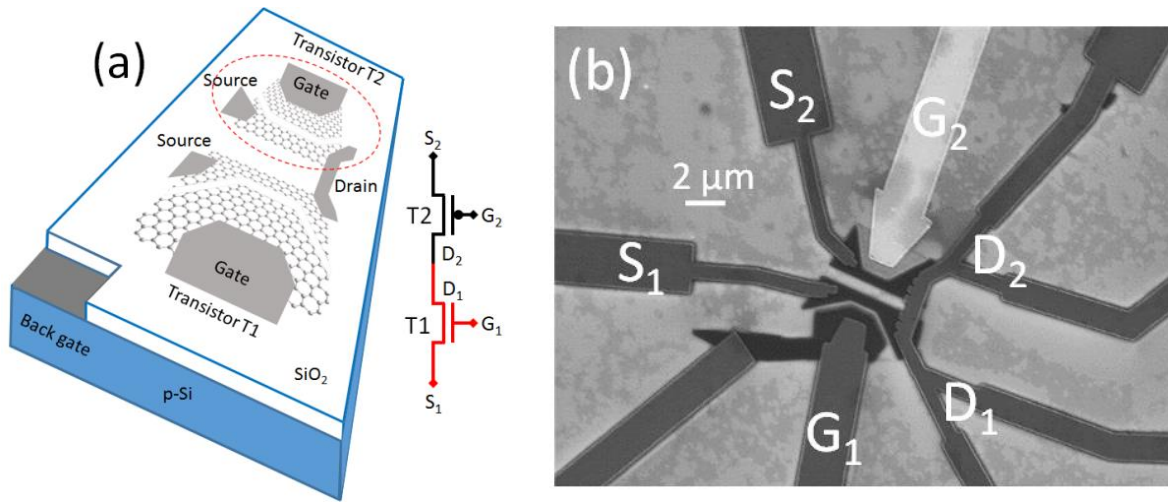 (a)
Transistor T2
Source
Gate
Source
Drain
Gate
Transistor T1
Back gate
SiO₂
p-Si
S₂
T2
G₂
D₂
D₁
T1
G₁
S₁
(b)
S₂
G₂
2 μm
S₁
D₂
D₁
G₁